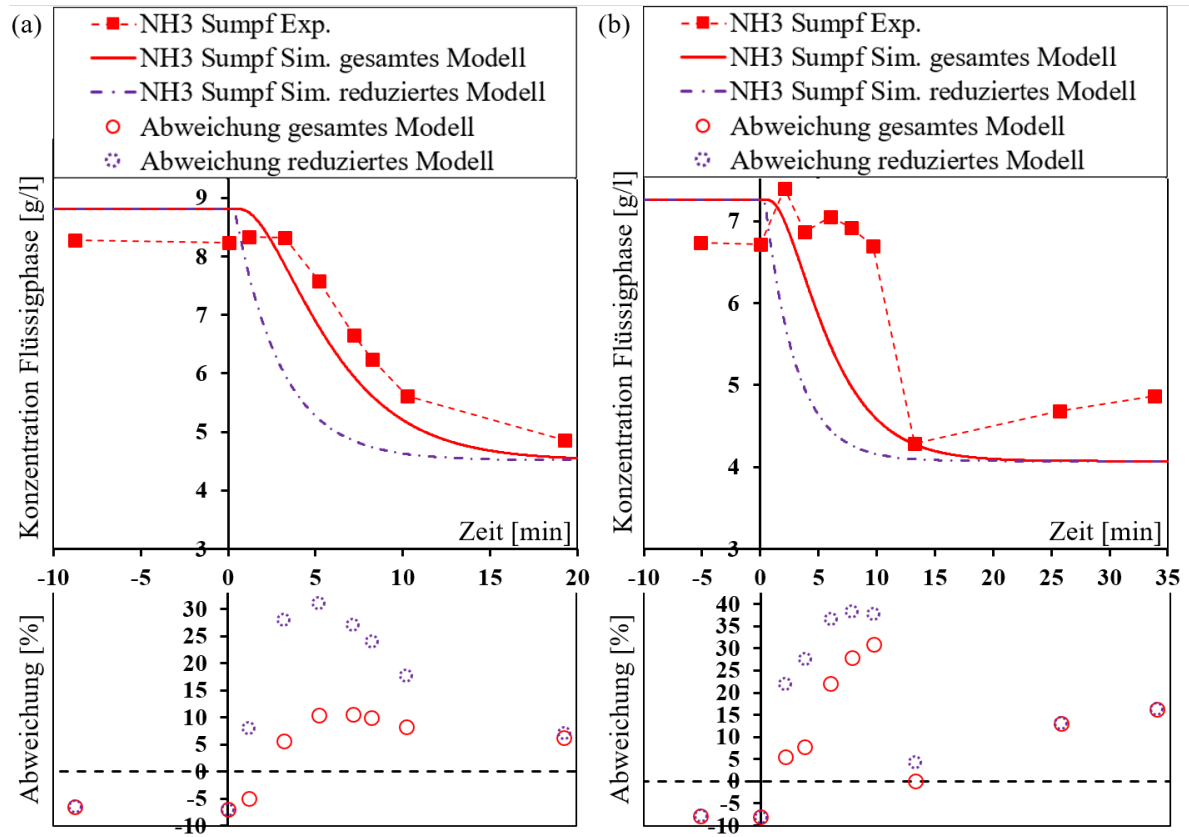 (a)
NH3 Sumpf Exp.
NH3 Sumpf Sim. gesamtes Modell
NH3 Sumpf Sim. reduziertes Modell
Abweichung gesamtes Modell
Abweichung reduziertes Modell
Konzentration Flüssigphase [g/l]
9
8
7
6
5
4
3
Zeit [min]
-10 -5 0 5 10 15 20
Abweichung [%]
30
25
20
15
10
5
0
-5
-10
(b)
NH3 Sumpf Exp.
NH3 Sumpf Sim. gesamtes Modell
NH3 Sumpf Sim. reduziertes Modell
Abweichung gesamtes Modell
Abweichung reduziertes Modell
Konzentration Flüssigphase [g/l]
7
6
5
4
3
Zeit [min]
-10 -5 0 5 10 15 20 25 30 35
Abweichung [%]
40
35
30
25
20
15
10
5
0
-5
-10